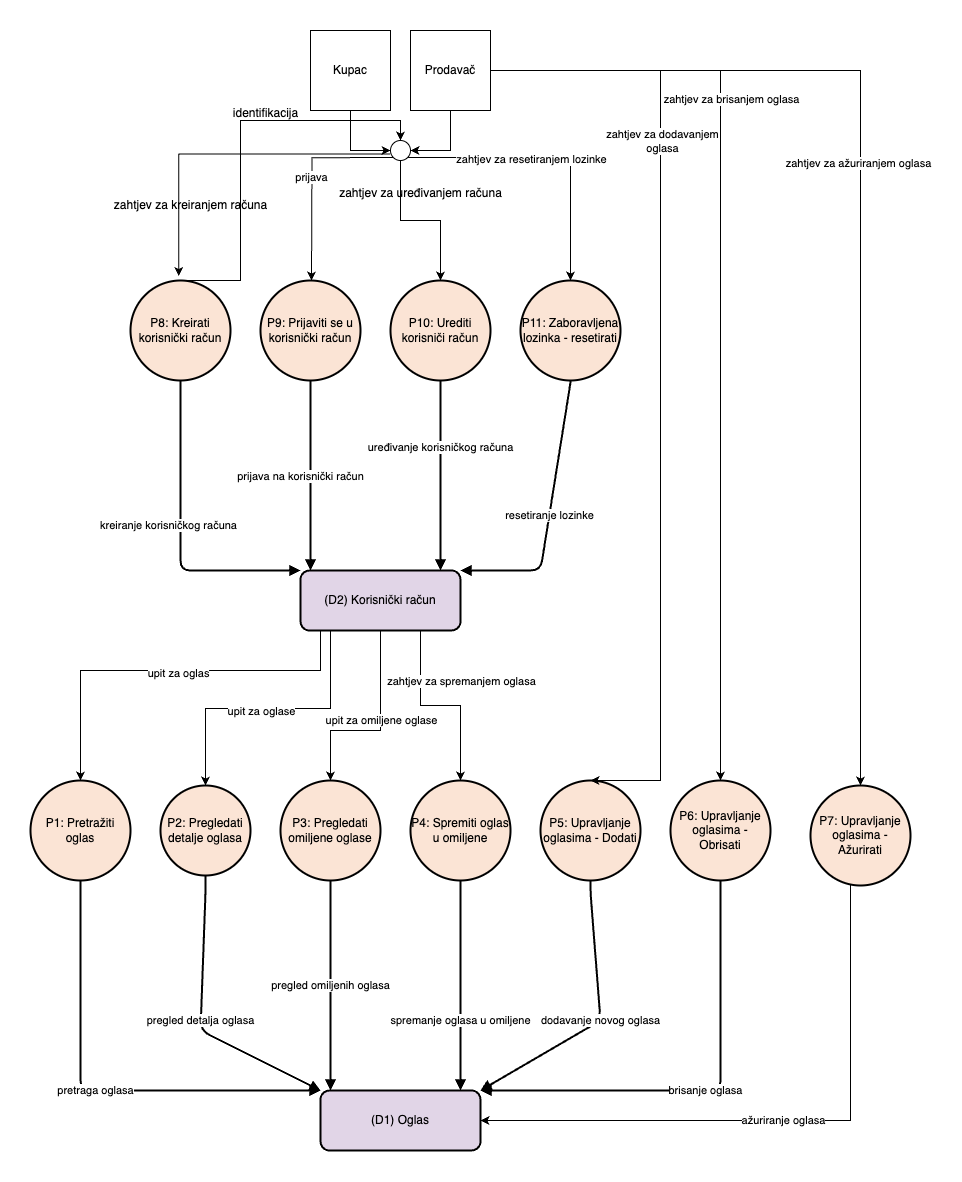 Kupac
Prodavač
zahtjev za brisanjem oglasa
identifikacija
zahtjev za dodavanjem
oglasa
zahtjev za resetiranjem lozinke
zahtjev za ažuriranjem oglasa
prijava
zahtjev za uređivanjem računa
zahtjev za kreiranjem računa
P8: Kreirati
korisnički račun
P9: Prijaviti se u
korisnički račun
P10: Urediti
korisniči račun
P11: Zaboravljena
lozinka - resetirati
uređivanje korisničkog računa
prijava na korisnički račun
resetiranje lozinke
kreiranje korisničkog računa
(D2) Korisnički račun
upit za oglas
zahtjev za spremanjem oglasa
upit za oglase
upit za omiljene oglase
P1: Pretražiti
oglas
P2: Pregledati
detalje oglasa
P3: Pregledati
omiljene oglase
P4: Spremiti oglas
u omiljene
P5: Upravljanje
oglasima - Dodati
P6: Upravljanje
oglasima -
Obrisati
P7: Upravljanje
oglasima -
Ažurirati
pregled omiljenih oglasa
pregled detalja oglasa
spremanje oglasa u omiljene
dodavanje novog oglasa
pretraga oglasa
brisanje oglasa
(D1) Oglas
ažuriranje oglasa